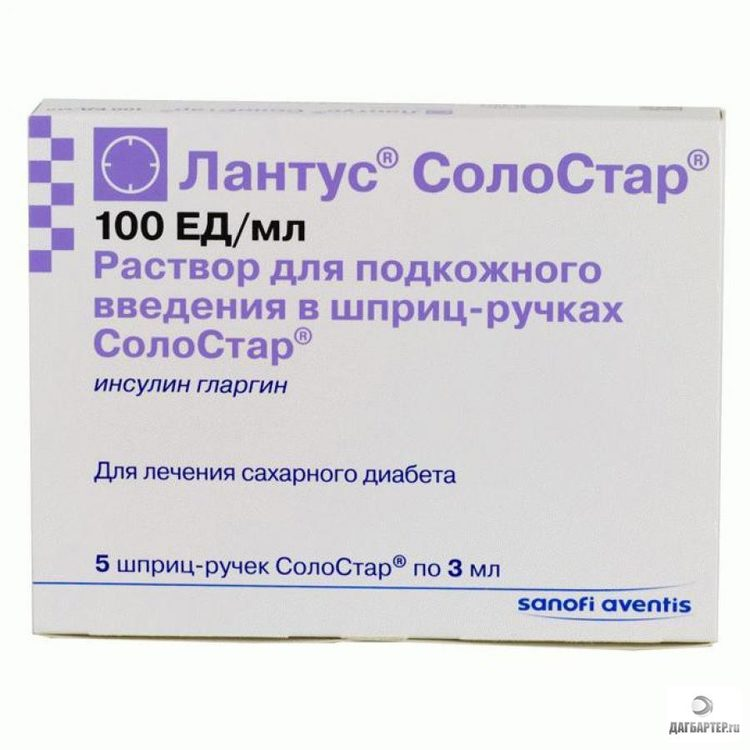 Лантус® СолоСтар®
100 ЕД/мл
Раствор для подкожного
введения в шприц-ручках
СолоСтар®
инсулин гларгин
Для лечения сахарного диабета
5 шприц-ручек СолоСтар® по 3 мл
sanofi aventis
ДАГБАРТЕР.ru